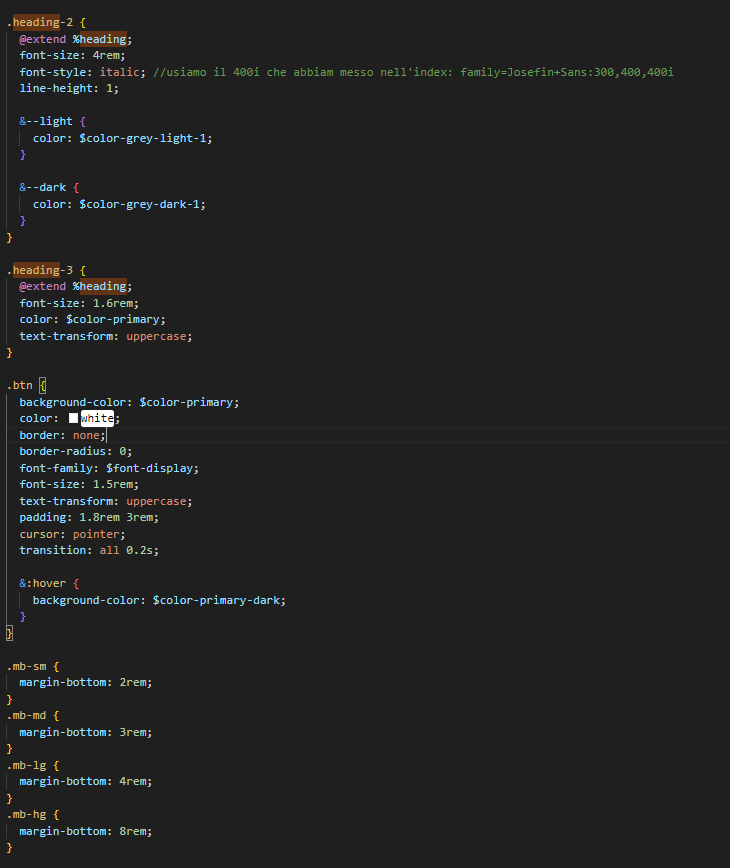 .heading-2 {
@extend %heading;
font-size: 4rem;
font-style: italic; //usiamo il 400i che abbiam messo nell'index: family=Josefin+Sans:300,400,400i
line-height: 1;
&--light {
color: $color-grey-light-1;
}
&--dark {
color: $color-grey-dark-1;
}
}
.heading-3 {
@extend %heading;
font-size: 1.6rem;
color: $color-primary;
text-transform: uppercase;
}
.btn {
background-color: $color-primary;
color: white;
border: none;
border-radius: 0;
font-family: $font-display;
font-size: 1.5rem;
text-transform: uppercase;
padding: 1.8rem 3rem;
cursor: pointer;
transition: all 0.2s;
&:hover {
background-color: $color-primary-dark;
}
}
.mb-sm {
margin-bottom: 2rem;
}
.mb-md {
margin-bottom: 3rem;
}
.mb-lg {
margin-bottom: 4rem;
}
.mb-hg {
margin-bottom: 8rem;
}